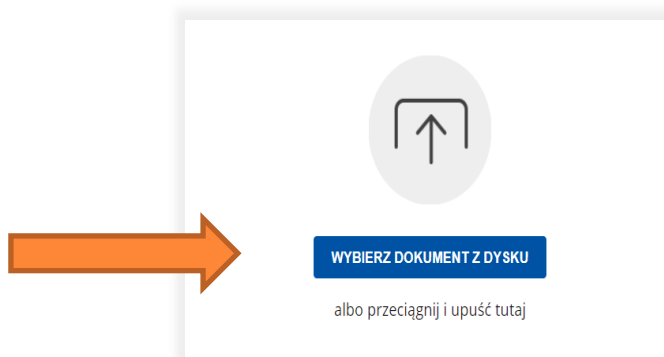 WYBIERZ DOKUMENT Z DYSKU
albo przeciągnij i upuść tutaj